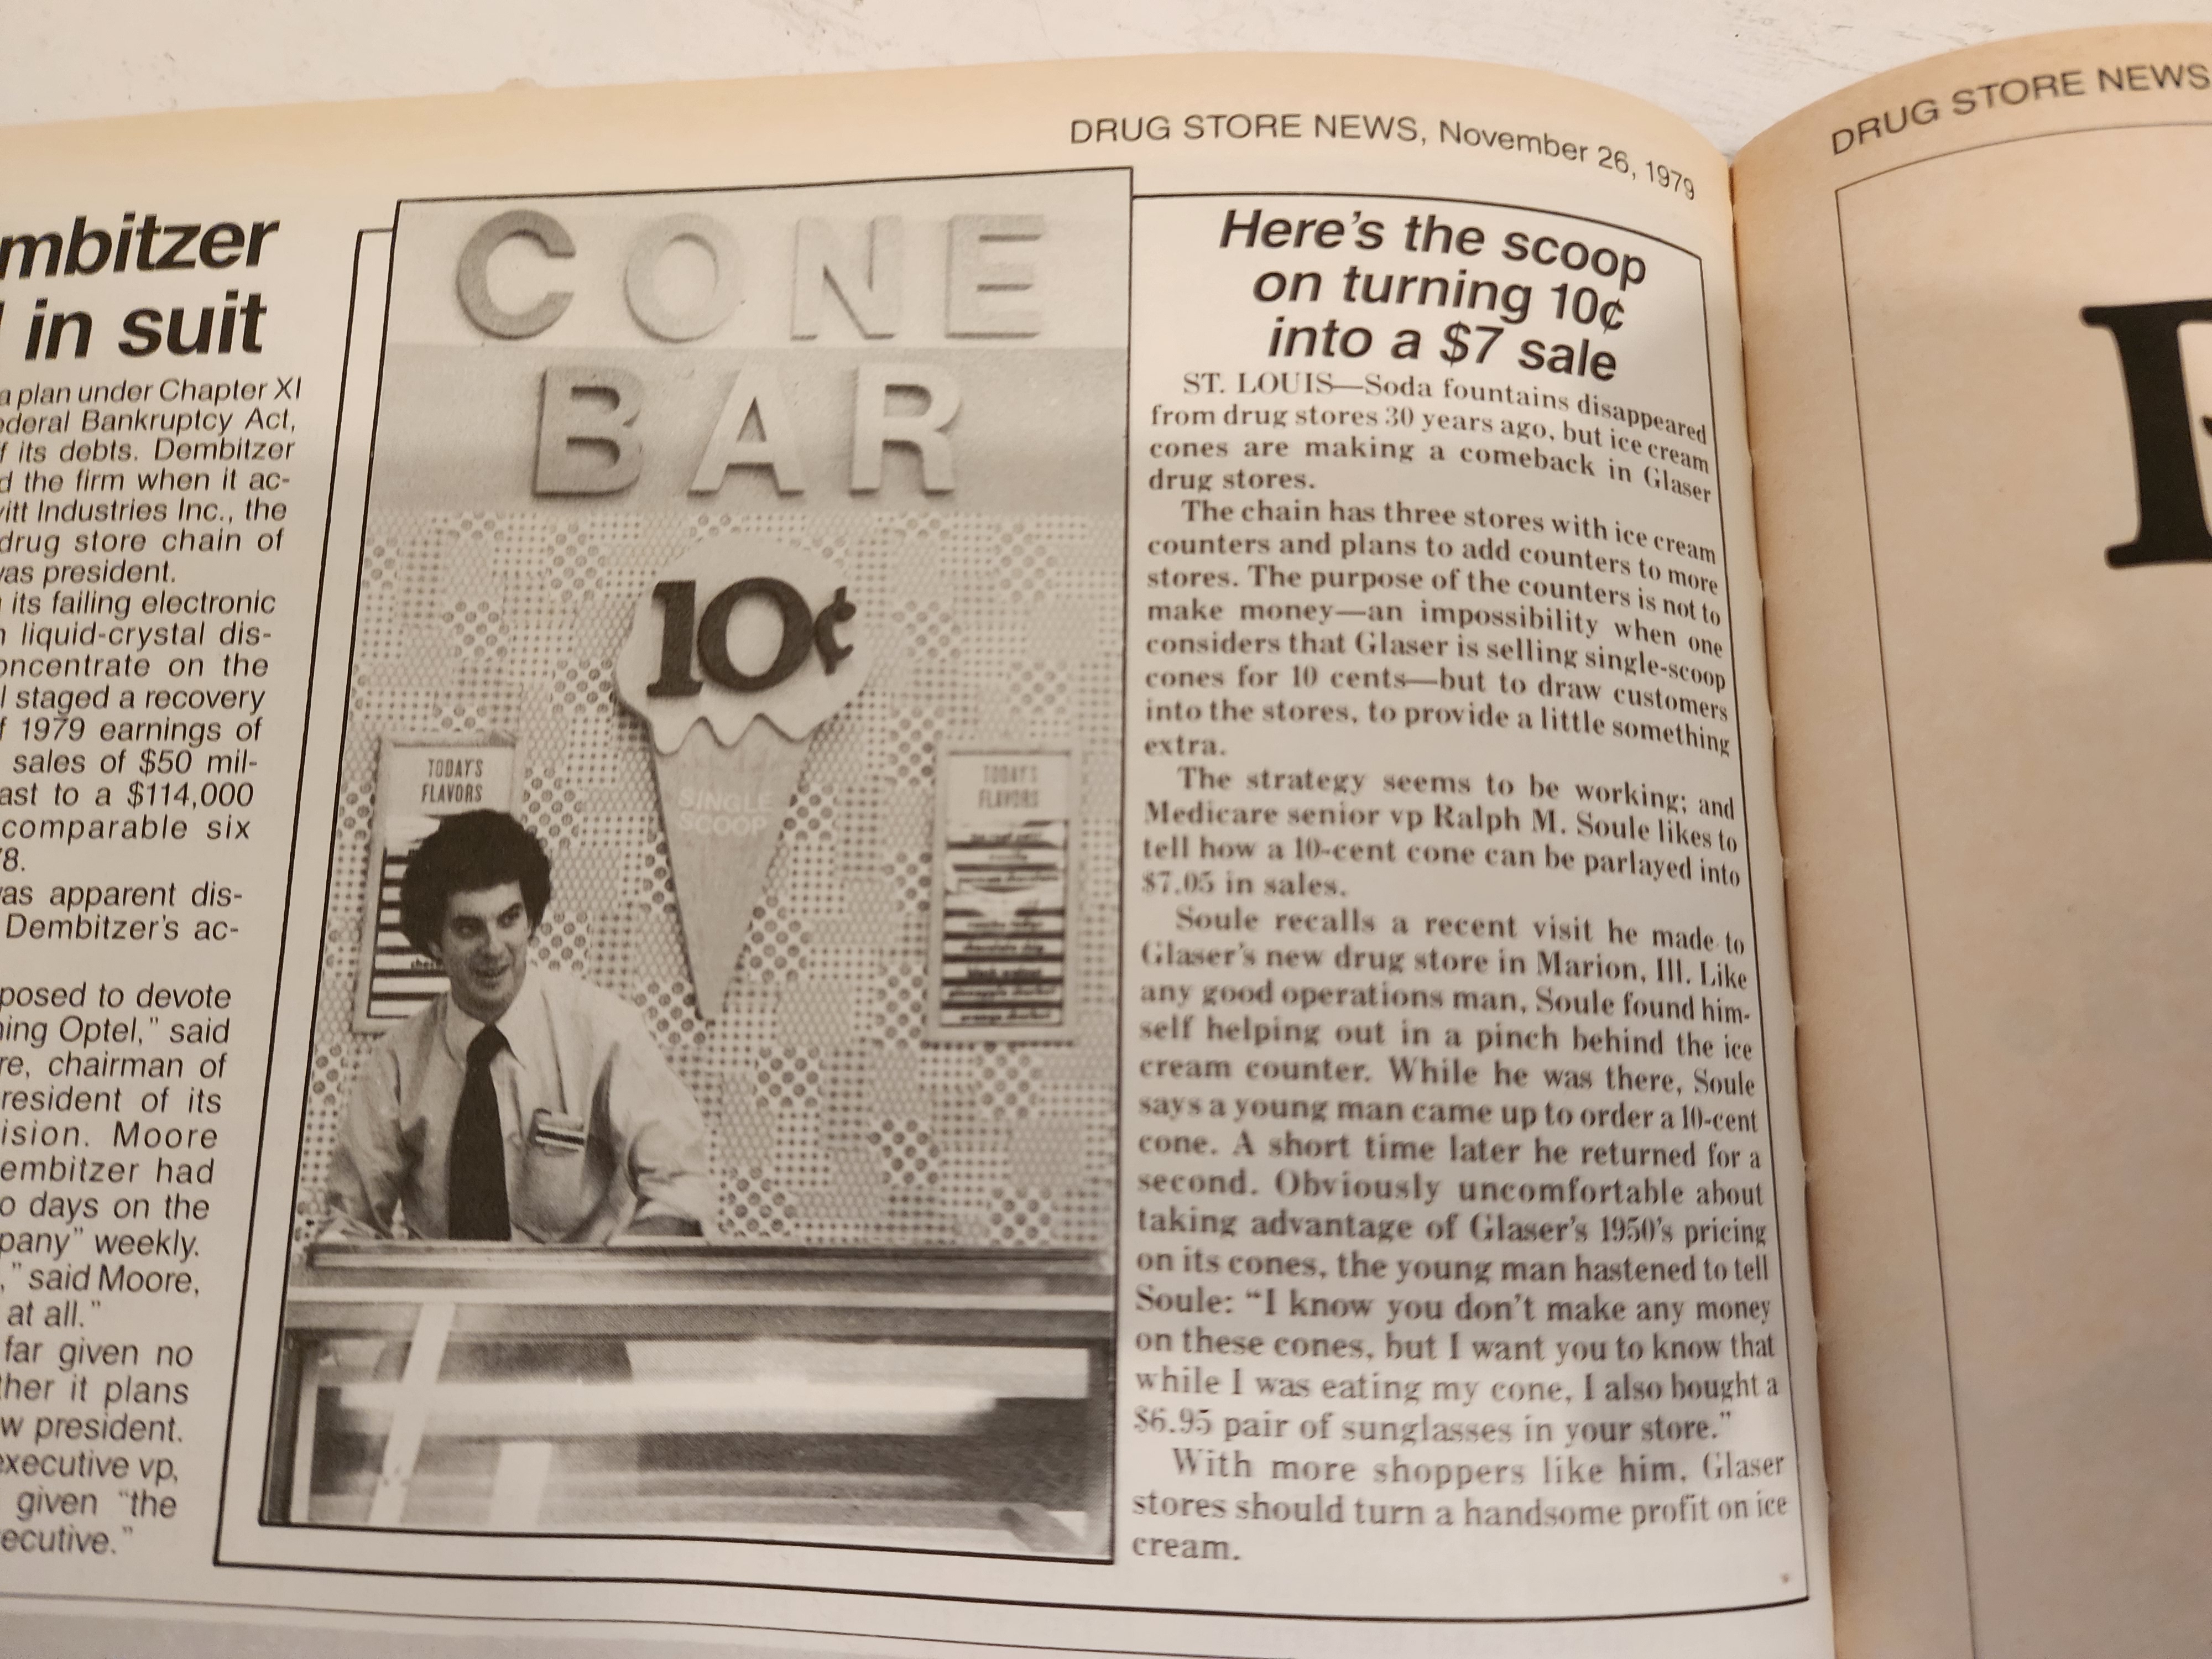 DRUG STORE NEWS, November 26, 1979
DRUG STORE NEWS
mbitzer
in suit
a plan under Chapter XI
ederal Bankruptcy Act,
f its debts. Dembitzer
d the firm when it ac-
vitt Industries Inc., the
drug store chain of
was president.
its failing electronic
n liquid-crystal dis-
oncentrate on the
l staged a recovery
f 1979 earnings of
sales of $50 mil-
ast to a $114,000
comparable six
'8.
was apparent dis-
Dembitzer's ac-
posed to devote
ning Optel," said
re, chairman of
resident of its
ision. Moore
embitzer had
o days on the
pany" weekly.
," said Moore,
at all."
far given no
ther it plans
w president.
executive vp,
given "the
ecutive."
CONE
BAR
10¢
SINGLE
SCOOP
TODAY'S
FLAVORS
TODAY'S
FLAVORS
chocolate chip
black walnut
pineapple sherbet
orange sherbet
Here's the scoop
on turning 10¢
into a $7 sale
ST. LOUIS—Soda fountains disappeared
from drug stores 30 years ago, but ice cream
cones are making a comeback in Glaser
drug stores.
The chain has three stores with ice cream
counters and plans to add counters to more
stores. The purpose of the counters is not to
make money—an impossibility when one
considers that Glaser is selling single-scoop
cones for 10 cents—but to draw customers
into the stores, to provide a little something
extra.
The strategy seems to be working; and
Medicare senior vp Ralph M. Soule likes to
tell how a 10-cent cone can be parlayed into
$7.05 in sales.
Soule recalls a recent visit he made to
Glaser's new drug store in Marion, Ill. Like
any good operations man, Soule found him-
self helping out in a pinch behind the ice
cream counter. While he was there, Soule
says a young man came up to order a 10-cent
cone. A short time later he returned for a
second. Obviously uncomfortable about
taking advantage of Glaser's 1950's pricing
on its cones, the young man hastened to tell
Soule: "I know you don't make any money
on these cones, but I want you to know that
while I was eating my cone, I also bought a
$6.95 pair of sunglasses in your store."
With more shoppers like him, Glaser
stores should turn a handsome profit on ice
cream.